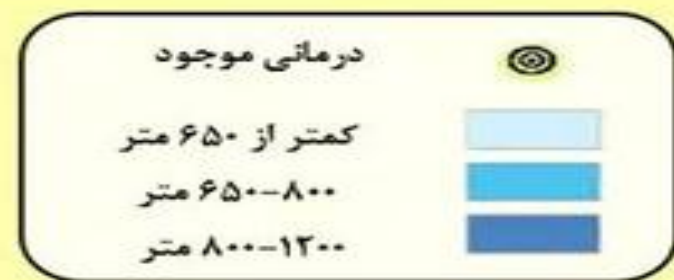 درمانی موجود
کمتر از ۶۵۰ متر
۶۵۰-۸۰۰ متر
۸۰۰-۱۲۰۰ متر